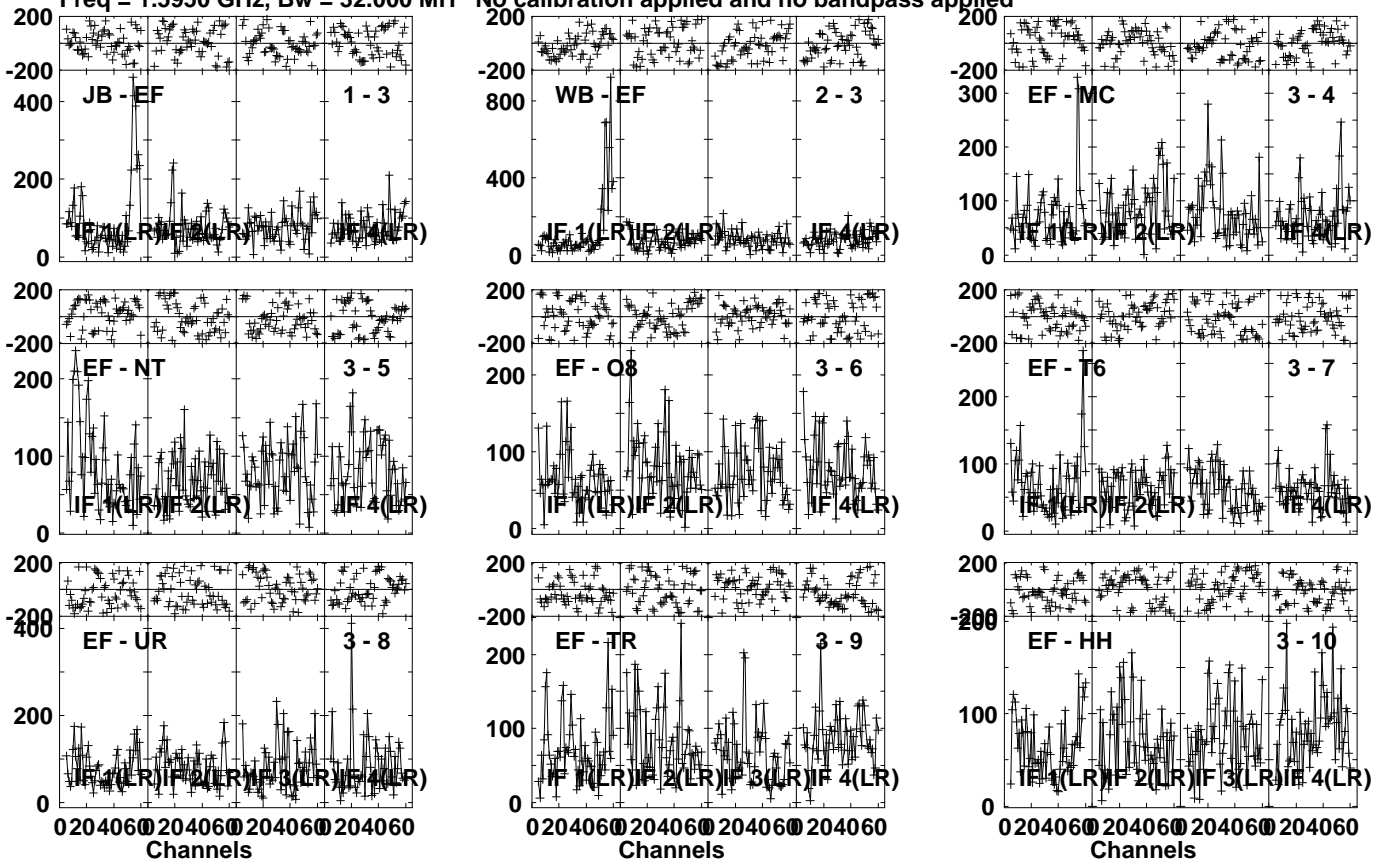 Freq = 1.5950 GHz, Bw = 32.000 MH No calibration applied and no bandpass applied
200 200 200
-200 -200 -200
JB - EF 1 - 3 WB - EF 2 - 3 EF - MC 3 - 4
400 800 300
200 400 200
100
IF 1(LR) IF 2(LR) IF 4(LR) IF 1(LR) IF 2(LR) IF 4(LR) IF 1(LR) IF 2(LR) IF 4(LR)
0 0 0
200 200 200
-200 -200 -200
EF - NT 3 - 5 EF - O8 3 - 6 EF - T6 3 - 7
200 200 200
100 100 100
IF 1(LR) IF 2(LR) IF 4(LR) IF 1(LR) IF 2(LR) IF 4(LR) IF 1(LR) IF 2(LR) IF 4(LR)
0 0 0
200 200 200
-200 -200 -200
400 200
EF - UR 3 - 8 EF - TR 3 - 9 EF - HH 3 - 10
200 200
100 100
IF 1(LR) IF 2(LR) IF 3(LR) IF 4(LR) IF 1(LR) IF 2(LR) IF 3(LR) IF 4(LR) IF 1(LR) IF 2(LR) IF 3(LR) IF 4(LR)
0 0 0
0 20 40 60 0 20 40 60 0 20 40 60 0 20 40 60 0 20 40 60 0 20 40 60 0 20 40 60 0 20 40 60 0 20 40 60 0 20 40 60 0 20 40 60 0 20 40 60
Channels Channels Channels